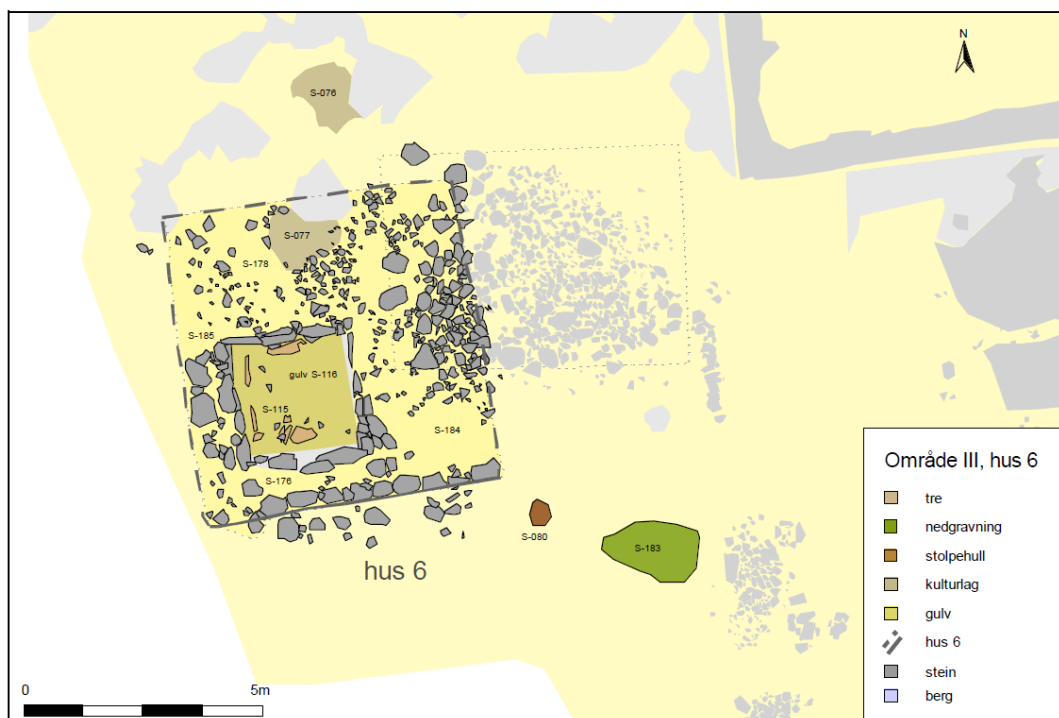 N
S-076
S-077
S-178
S-185
gulv S-116
S-115
S-184
S-176
S-080
S-183
hus 6
0 5m
Område III, hus 6
tre
nedgravning
stolpehull
kulturlag
gulv
hus 6
stein
berg